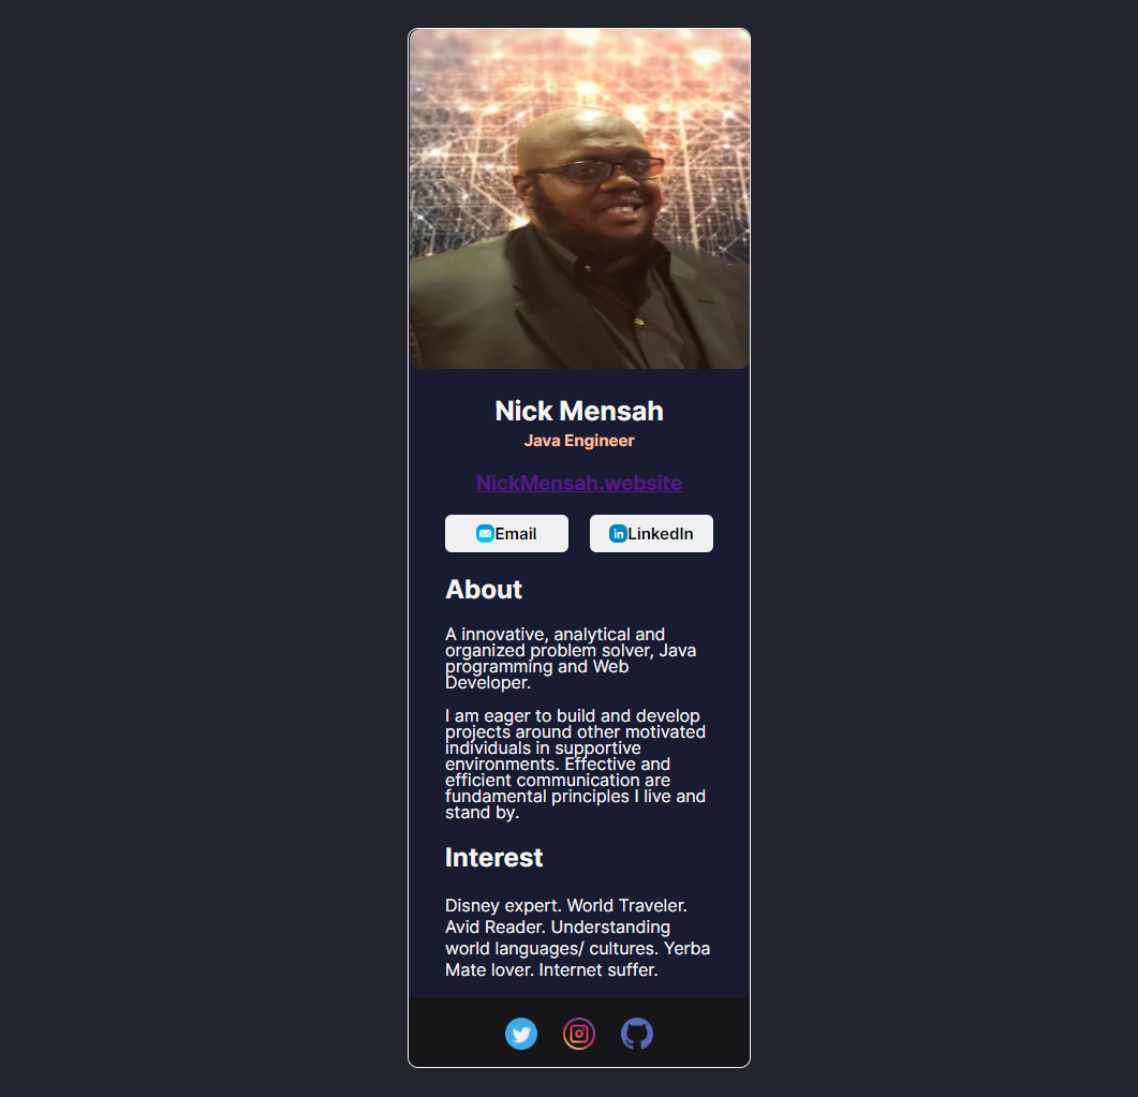 Nick Mensah
Java Engineer
NickMensah.website
Email
LinkedIn
About
A innovative, analytical and
organized problem solver, Java
programming and Web
Developer.
I am eager to build and develop
projects around other motivated
individuals in supportive
environments. Effective and
efficient communication are
fundamental principles I live and
stand by.
Interest
Disney expert. World Traveler.
Avid Reader. Understanding
world languages/ cultures. Yerba
Mate lover. Internet suffer.